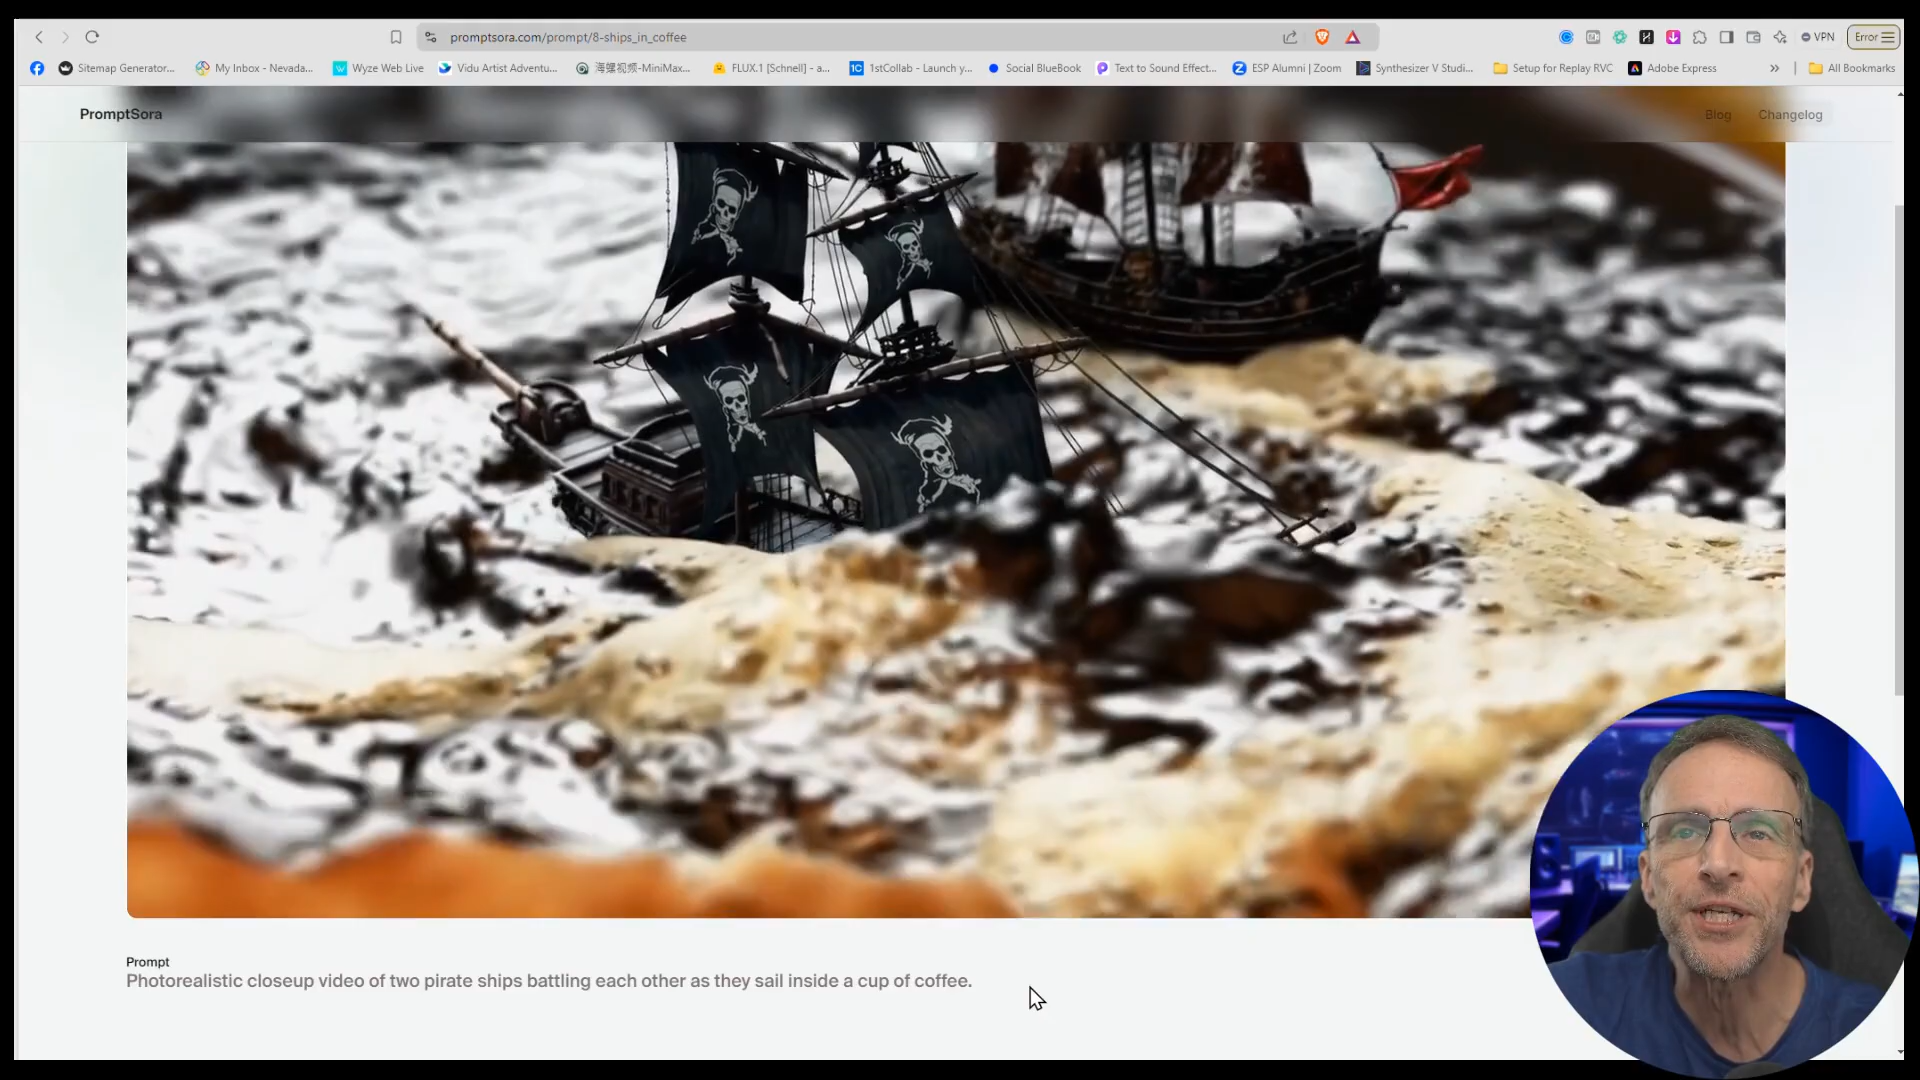 promptsora.com/prompt/8-ships_in_coffee
VPN
Error
Sitemap Generator...
My Inbox - Nevada...
Wyze Web Live
Vidu Artist Adventu...
海螺视频-MiniMax...
FLUX.1 [Schnell] - a...
1C
1stCollab - Launch y...
Social BlueBook
Text to Sound Effect...
ESP Alumni | Zoom
Synthesizer V Studi...
Setup for Replay RVC
Adobe Express
All Bookmarks
PromptSora
Blog
Changelog
Prompt
Photorealistic closeup video of two pirate ships battling each other as they sail inside a cup of coffee.